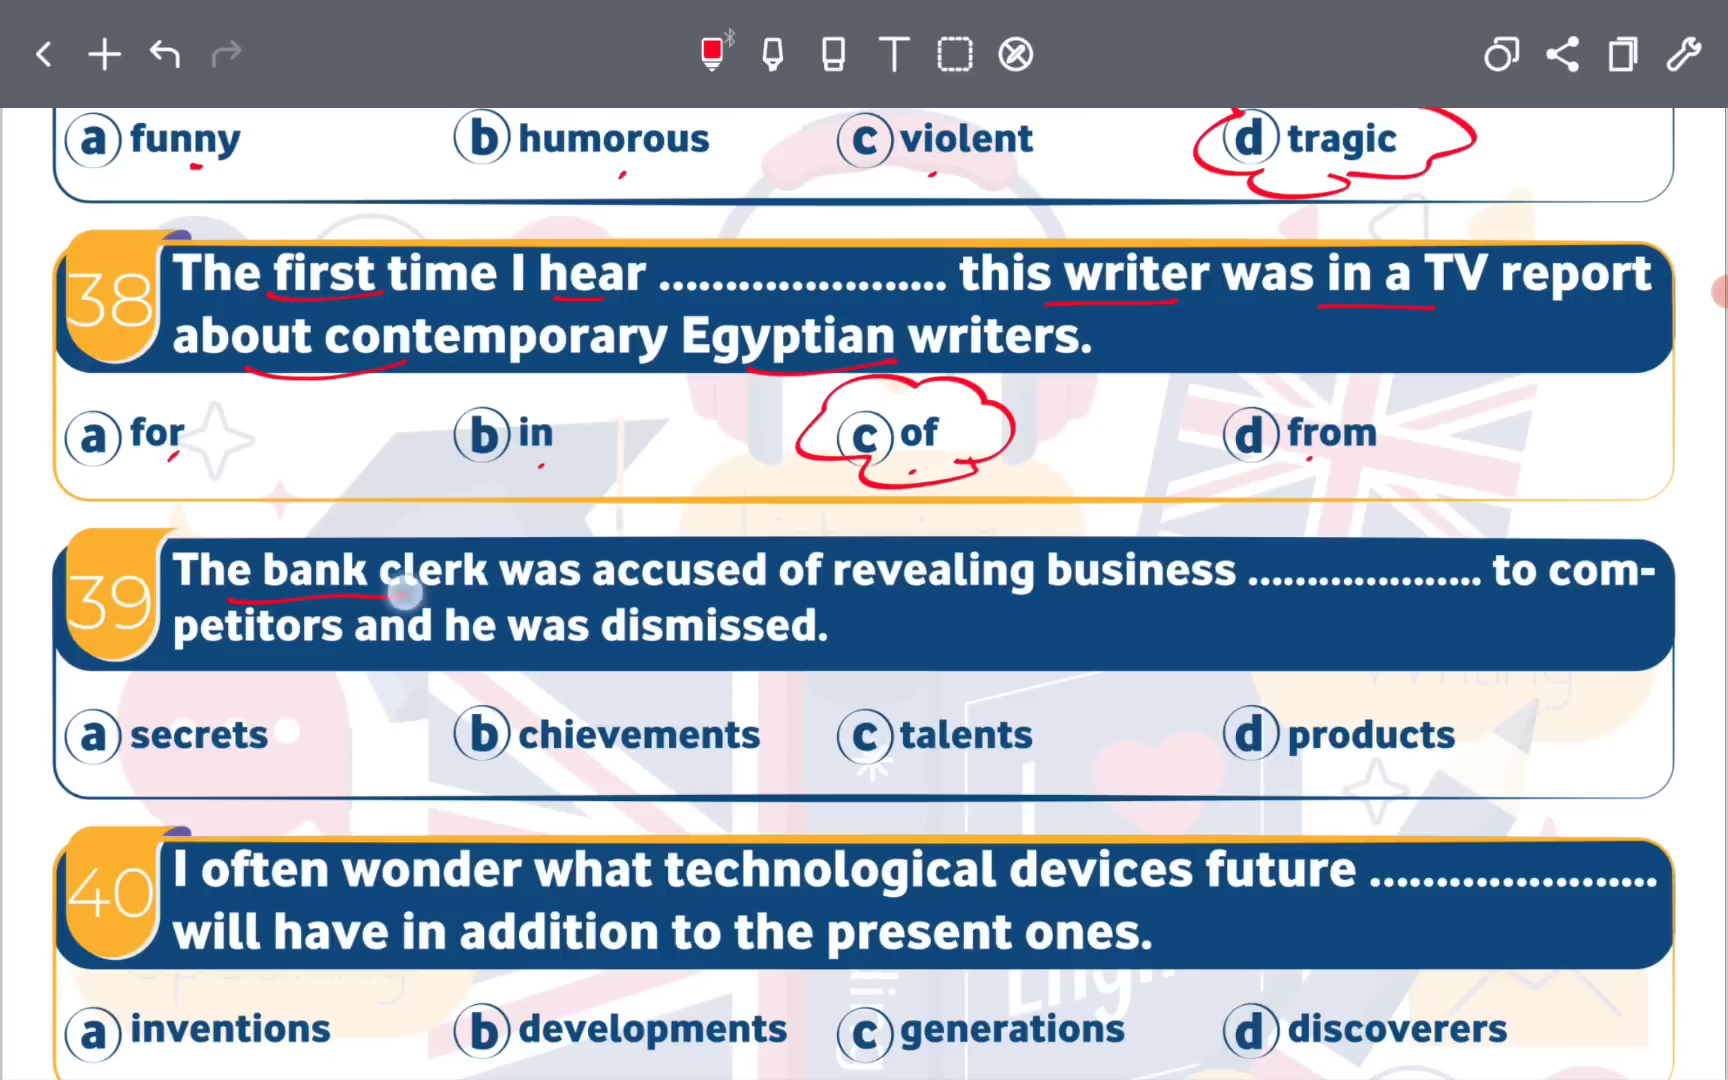 a funny b humorous c violent d tragic
38 The first time I hear ...................... this writer was in a TV report
about contemporary Egyptian writers.
a for b in c of d from
39 The bank clerk was accused of revealing business .................... to com-
petitors and he was dismissed.
a secrets b chievements c talents d products
40 I often wonder what technological devices future ......................
will have in addition to the present ones.
a inventions b developments c generations d discoverers